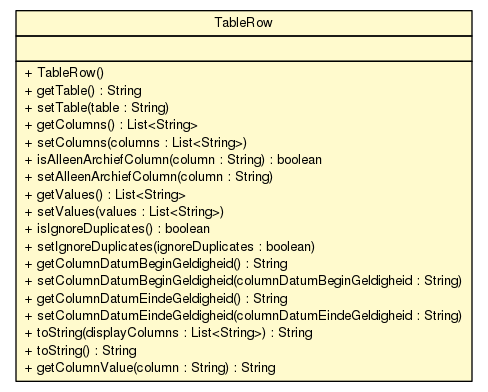 TableRow
+ TableRow()
+ getTable() : String
+ setTable(table : String)
+ getColumns() : List<String>
+ setColumns(columns : List<String>)
+ isAlleenArchiefColumn(column : String) : boolean
+ setAlleenArchiefColumn(column : String)
+ getValues() : List<String>
+ setValues(values : List<String>)
+ isIgnoreDuplicates() : boolean
+ setIgnoreDuplicates(ignoreDuplicates : boolean)
+ getColumnDatumBeginGeldigheid() : String
+ setColumnDatumBeginGeldigheid(columnDatumBeginGeldigheid : String)
+ getColumnDatumEindeGeldigheid() : String
+ setColumnDatumEindeGeldigheid(columnDatumEindeGeldigheid : String)
+ toString(displayColumns : List<String>) : String
+ toString() : String
+ getColumnValue(column : String) : String